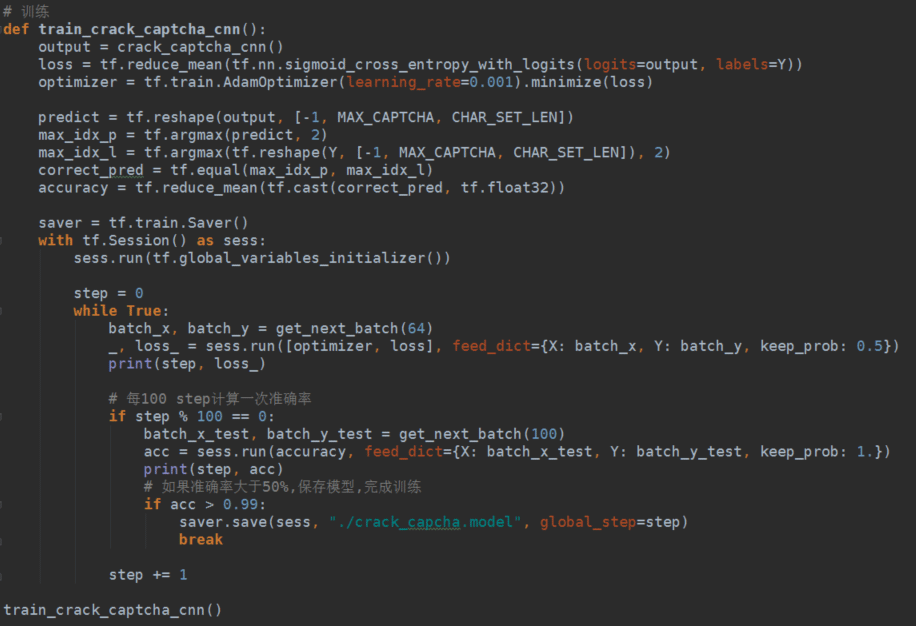 # 训练
def train_crack_captcha_cnn():
    output = crack_captcha_cnn()
    loss = tf.reduce_mean(tf.nn.sigmoid_cross_entropy_with_logits(logits=output, labels=Y))
    optimizer = tf.train.AdamOptimizer(learning_rate=0.001).minimize(loss)

    predict = tf.reshape(output, [-1, MAX_CAPTCHA, CHAR_SET_LEN])
    max_idx_p = tf.argmax(predict, 2)
    max_idx_l = tf.argmax(tf.reshape(Y, [-1, MAX_CAPTCHA, CHAR_SET_LEN]), 2)
    correct_pred = tf.equal(max_idx_p, max_idx_l)
    accuracy = tf.reduce_mean(tf.cast(correct_pred, tf.float32))

    saver = tf.train.Saver()
    with tf.Session() as sess:
        sess.run(tf.global_variables_initializer())

        step = 0
        while True:
            batch_x, batch_y = get_next_batch(64)
            _, loss_ = sess.run([optimizer, loss], feed_dict={X: batch_x, Y: batch_y, keep_prob: 0.5})
            print(step, loss_)

            # 每100 step计算一次准确率
            if step % 100 == 0:
                batch_x_test, batch_y_test = get_next_batch(100)
                acc = sess.run(accuracy, feed_dict={X: batch_x_test, Y: batch_y_test, keep_prob: 1.})
                print(step, acc)
                # 如果准确率大于50%,保存模型,完成训练
                if acc > 0.99:
                    saver.save(sess, "./crack_capcha.model", global_step=step)
                    break

            step += 1

train_crack_captcha_cnn()